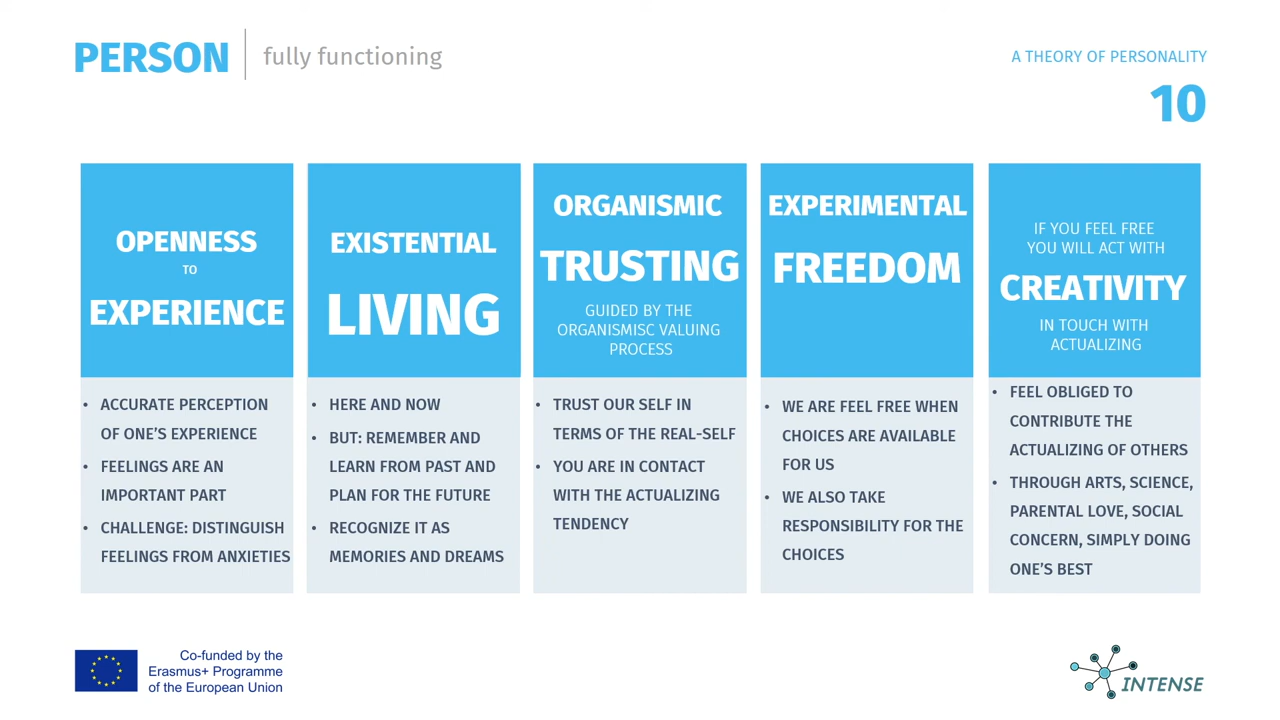 PERSON
fully functioning
A THEORY OF PERSONALITY
10
OPENNESS
TO
EXPERIENCE
• ACCURATE PERCEPTION
OF ONE'S EXPERIENCE
• FEELINGS ARE AN
IMPORTANT PART
• CHALLENGE: DISTINGUISH
FEELINGS FROM ANXIETIES
EXISTENTIAL
LIVING
• HERE AND NOW
• BUT: REMEMBER AND
LEARN FROM PAST AND
PLAN FOR THE FUTURE
• RECOGNIZE IT AS
MEMORIES AND DREAMS
ORGANISMIC
TRUSTING
GUIDED BY THE
ORGANISMISC VALUING
PROCESS
• TRUST OUR SELF IN
TERMS OF THE REAL-SELF
• YOU ARE IN CONTACT
WITH THE ACTUALIZING
TENDENCY
EXPERIMENTAL
FREEDOM
• WE ARE FEEL FREE WHEN
CHOICES ARE AVAILABLE
FOR US
• WE ALSO TAKE
RESPONSIBILITY FOR THE
CHOICES
IF YOU FEEL FREE
YOU WILL ACT WITH
CREATIVITY
IN TOUCH WITH
ACTUALIZING
• FEEL OBLIGED TO
CONTRIBUTE THE
ACTUALIZING OF OTHERS
• THROUGH ARTS, SCIENCE,
PARENTAL LOVE, SOCIAL
CONCERN, SIMPLY DOING
ONE'S BEST
Co-funded by the
Erasmus+ Programme
of the European Union
INTENSE